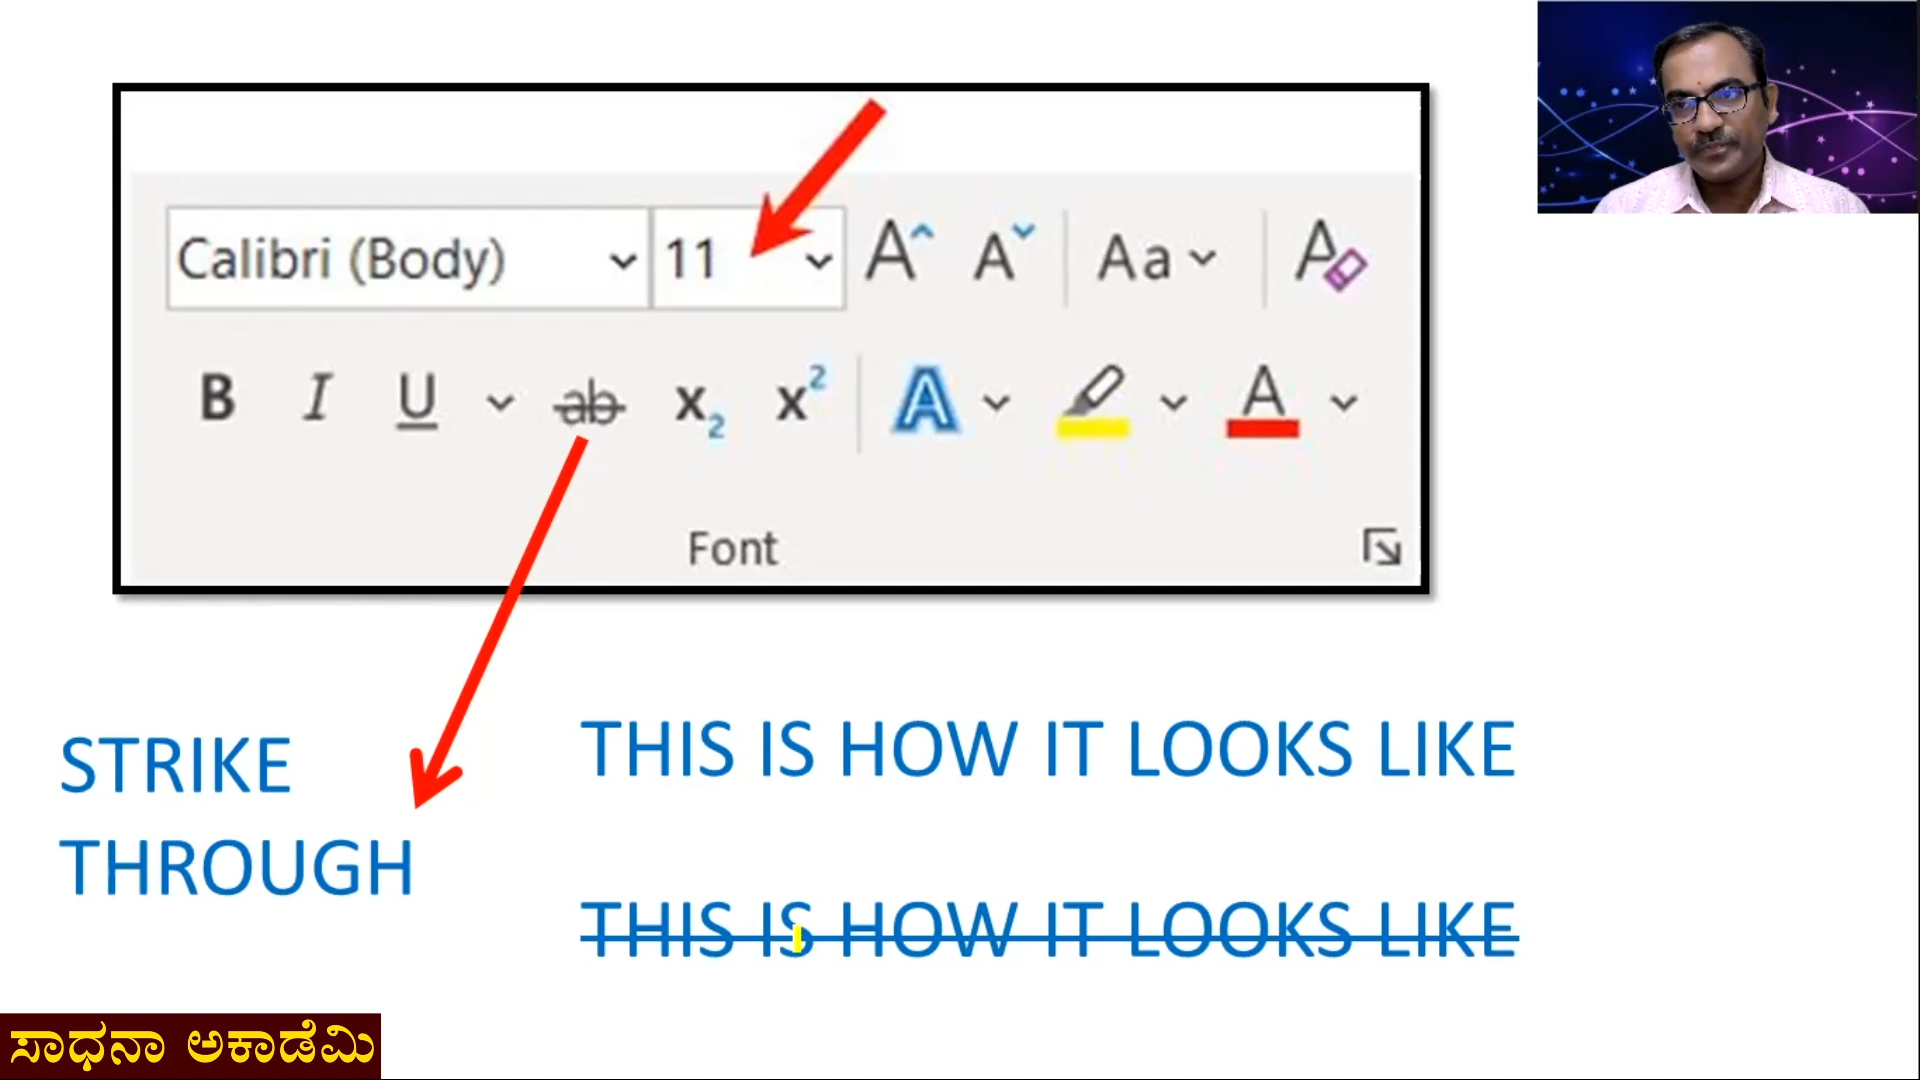 Calibri (Body) 11 A A Aa A
B I U ab x₂ x² A A
Font
STRIKE
THROUGH
THIS IS HOW IT LOOKS LIKE
THIS IS HOW IT LOOKS LIKE
ಸಾಧನಾ ಅಕಾಡೆಮಿ